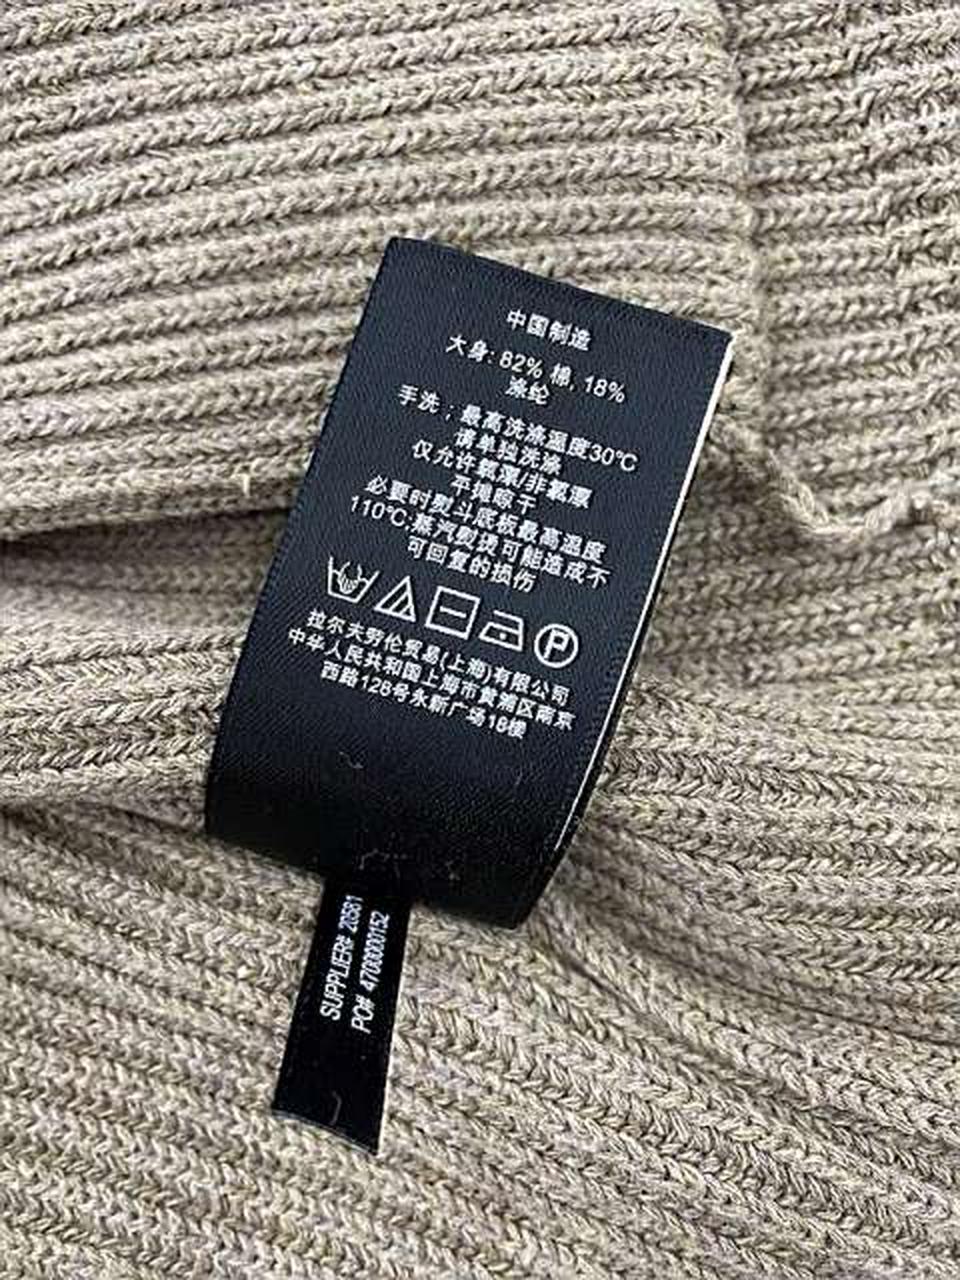 中国制造
大身: 82% 棉, 18%
涤纶
手洗；最高洗涤温度30℃
请单独洗涤
仅允许氧漂/非氯漂
平摊晾干
必要时熨斗底板最高温度
110℃;蒸汽熨烫可能造成不
可回复的损伤
P
拉尔夫劳伦贸易(上海)有限公司
中华人民共和国上海市黄浦区南京
西路128号永新广场18楼
SUPPLIER# 20581
PO# 4700000152